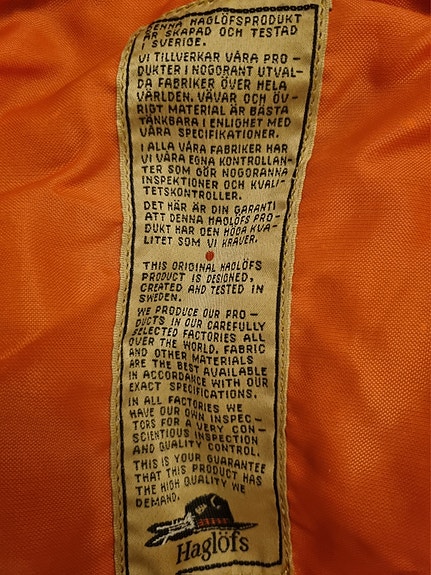 DENNA HAGLÖFSPRODUKT
ÄR SKAPAD OCH TESTAD
I SVERIGE.
VI TILLVERKAR VÅRA PRO-
DUKTER I NOGGRANT UTVAL-
DA FABRIKER ÖVER HELA
VÄRLDEN. VÄVAR OCH ÖV-
RIGT MATERIAL ÄR BÄSTA
TÄNKBARA I ENLIGHET MED
VÅRA SPECIFIKATIONER.
I ALLA VÅRA FABRIKER HAR
VI VÅRA EGNA KONTROLLAN-
TER SOM GÖR NOGGRANNA
INSPEKTIONER OCH KVALI-
TETSKONTROLLER.
DET HÄR ÄR DIN GARANTI
ATT DENNA HAGLÖFS PRO-
DUKT HAR DEN HÖGA KVA-
LITET SOM VI KRÄVER.
THIS ORIGINAL HAGLÖFS
PRODUCT IS DESIGNED,
CREATED AND TESTED IN
SWEDEN.
WE PRODUCE OUR PRO-
DUCTS IN OUR CAREFULLY
SELECTED FACTORIES ALL
OVER THE WORLD. FABRIC
AND OTHER MATERIALS
ARE THE BEST AVAILABLE
IN ACCORDANCE WITH OUR
EXACT SPECIFICATIONS.
IN ALL FACTORIES WE
HAVE OUR OWN INSPEC-
TORS FOR A VERY CON-
SCIENTIOUS INSPECTION
AND QUALITY CONTROL.
THIS IS YOUR GUARANTEE
THAT THIS PRODUCT HAS
THE HIGH QUALITY WE
DEMAND.
Haglöfs